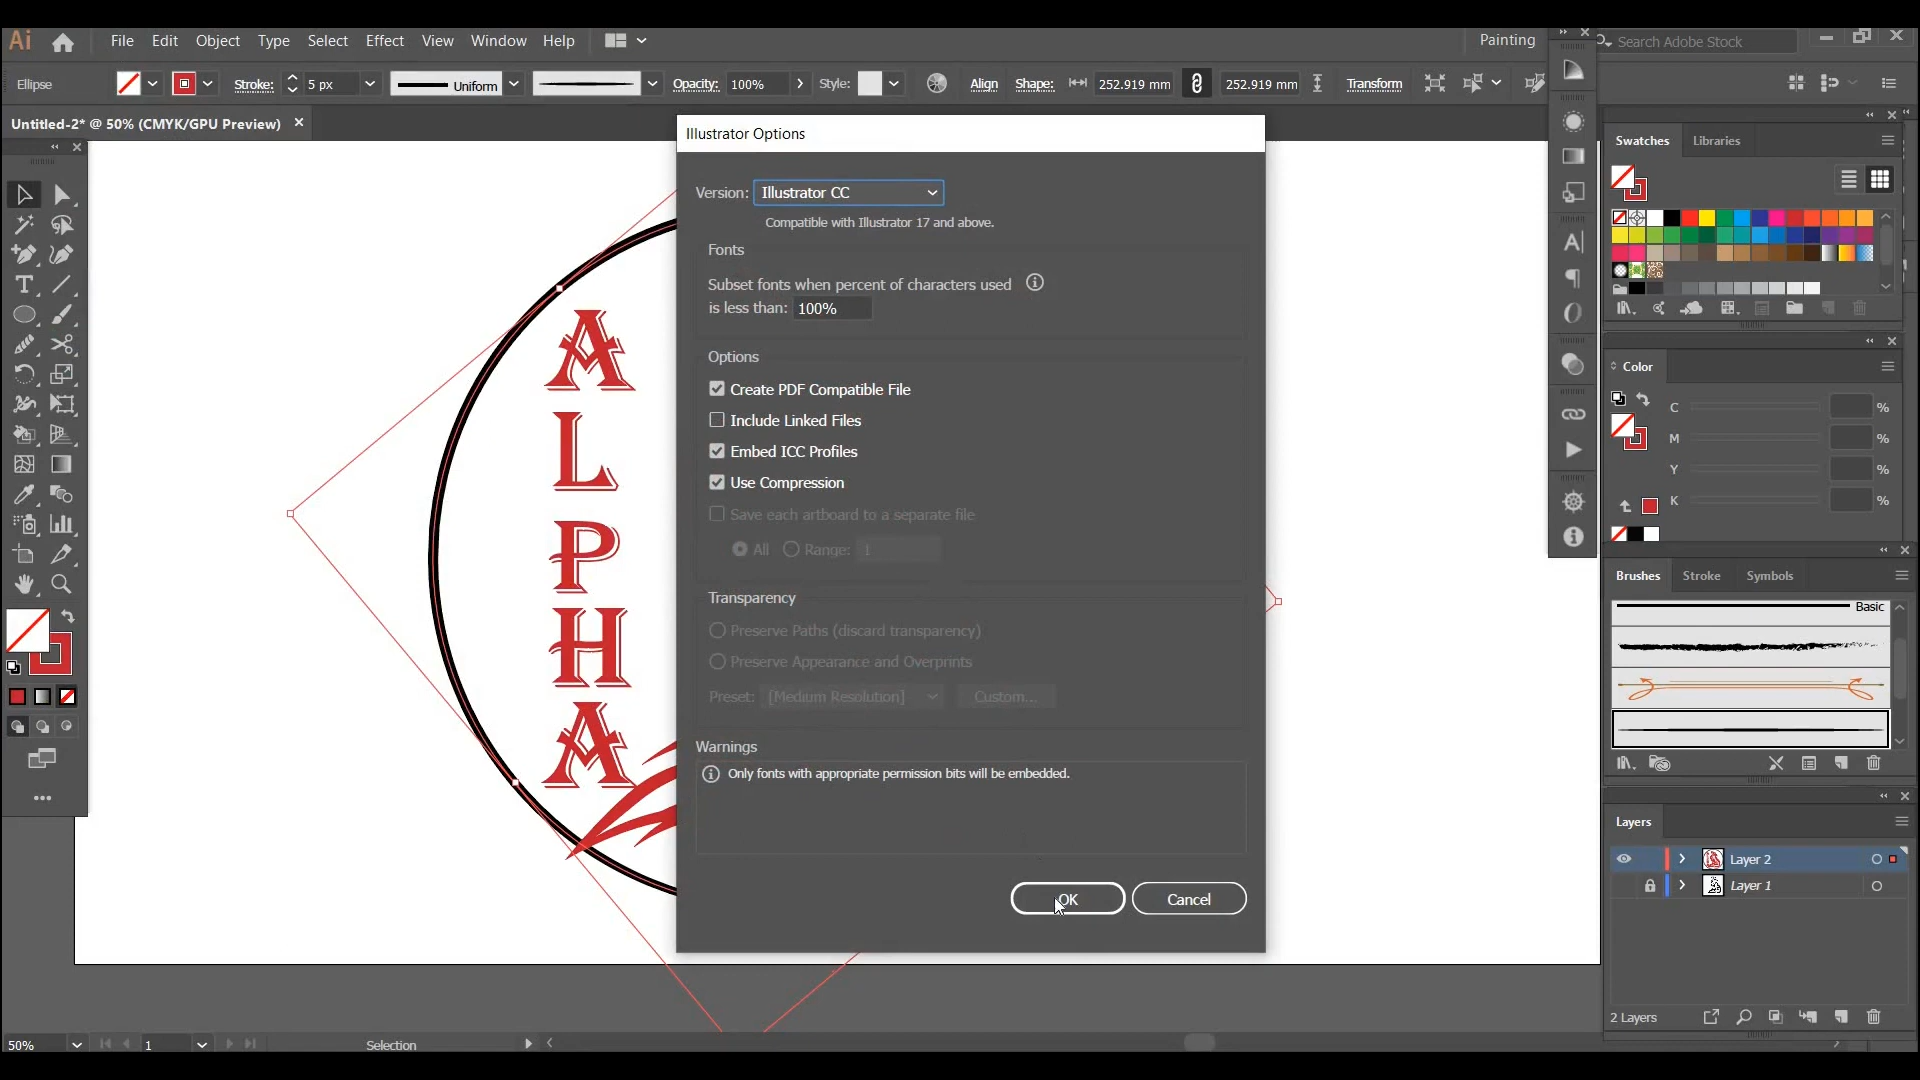 Ai File Edit Object Type Select Effect View Window Help Painting Search Adobe Stock
Ellipse Stroke: 5 px Uniform Opacity: 100% Style: Align Shape: 252.919 mm 252.919 mm Transform
Untitled-2* @ 50% (CMYK/GPU Preview)
Illustrator Options
Version: Illustrator CC
Compatible with Illustrator 17 and above.
Fonts
Subset fonts when percent of characters used
is less than: 100%
Options
Create PDF Compatible File
Include Linked Files
Embed ICC Profiles
Use Compression
Save each artboard to a separate file
All Range: 1
Transparency
Preserve Paths (discard transparency)
Preserve Appearance and Overprints
Preset: [Medium Resolution] Custom...
Warnings
Only fonts with appropriate permission bits will be embedded.
OK Cancel
A
L
P
H
A
Swatches Libraries
Color
C %
M %
Y %
K %
Brushes Stroke Symbols
Basic
Layers
Layer 2
Layer 1
2 Layers
50% 1 Selection